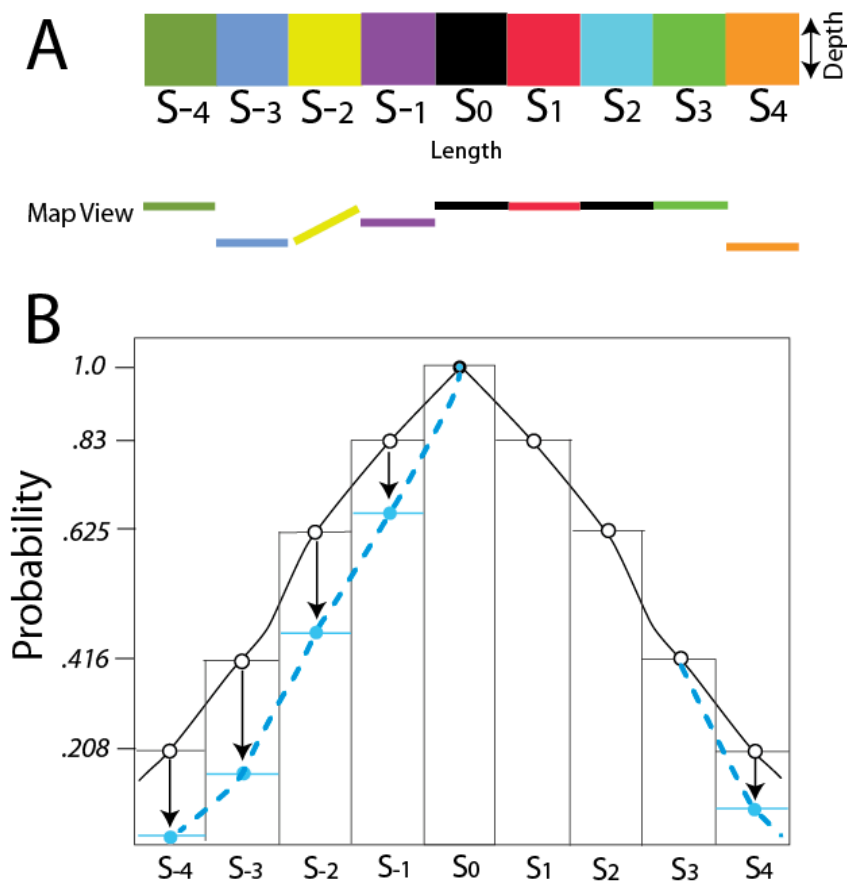 A
Depth
S-4 S-3 S-2 S-1 S0 S1 S2 S3 S4
Length
Map View
B
Probability
1.0
.83
.625
.416
.208
S-4 S-3 S-2 S-1 S0 S1 S2 S3 S4